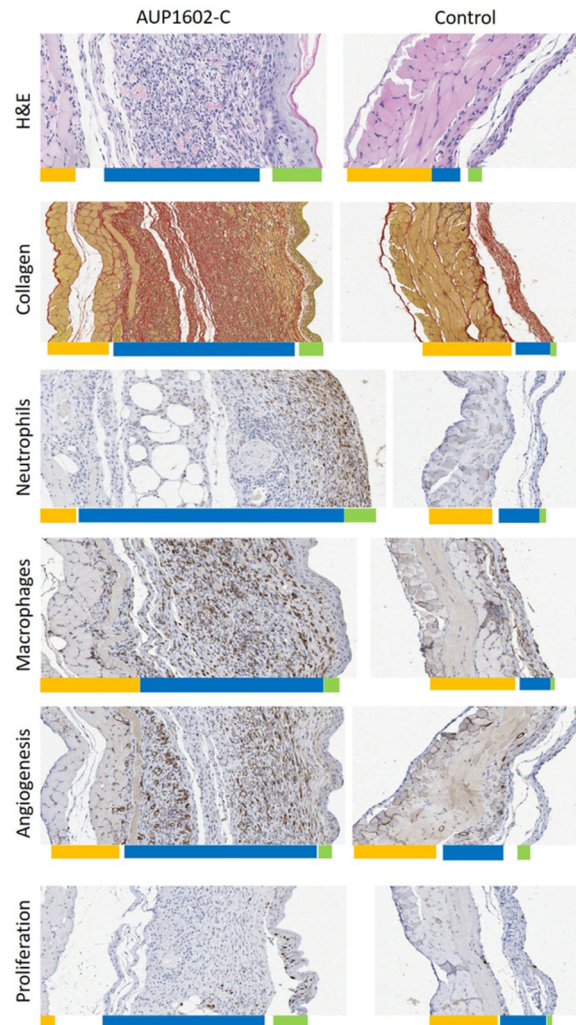 AUP1602-C
Control
H&E
Collagen
Neutrophils
Macrophages
Angiogenesis
Proliferation